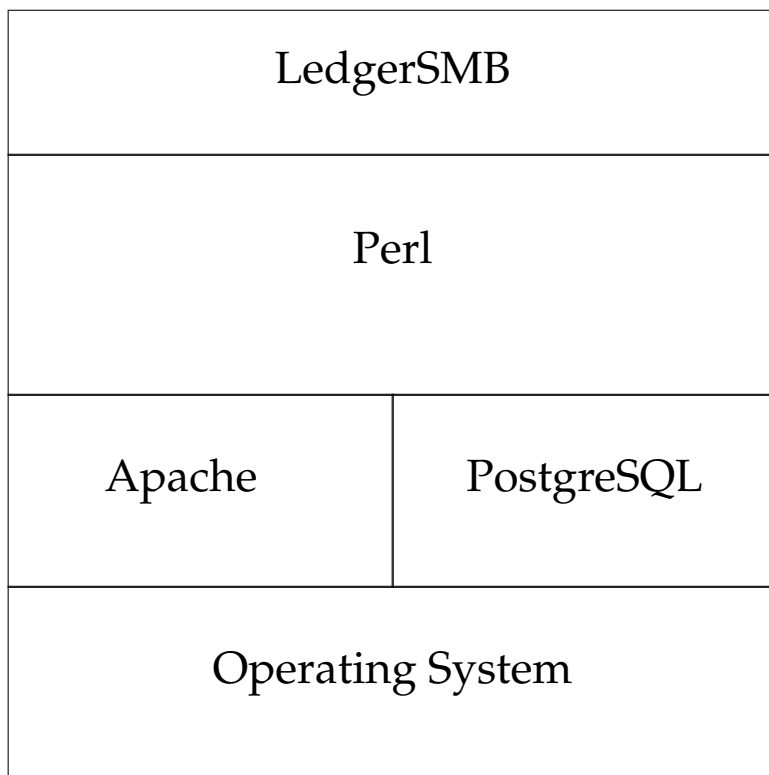 LedgerSMB
Perl
Apache
PostgreSQL
Operating System